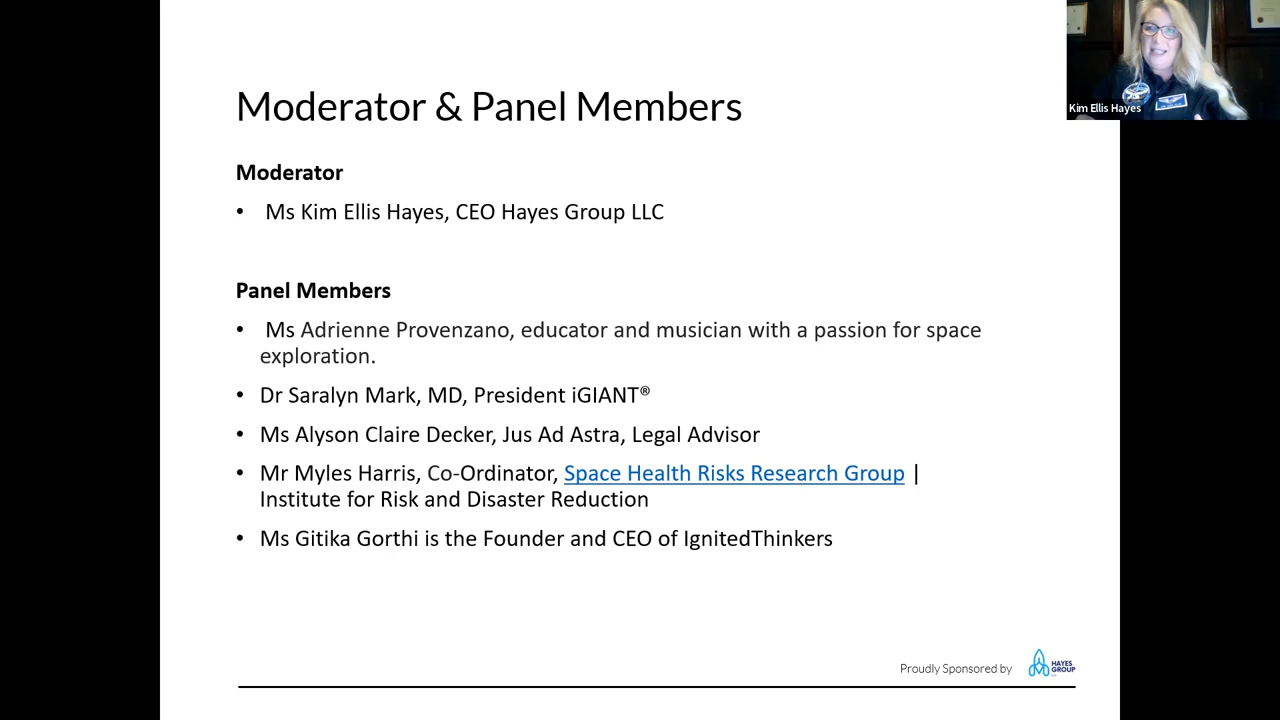 Moderator & Panel Members
Kim Ellis Hayes
Moderator
• Ms Kim Ellis Hayes, CEO Hayes Group LLC
Panel Members
• Ms Adrienne Provenzano, educator and musician with a passion for space
exploration.
• Dr Saralyn Mark, MD, President iGIANT®
• Ms Alyson Claire Decker, Jus Ad Astra, Legal Advisor
• Mr Myles Harris, Co-Ordinator, Space Health Risks Research Group |
Institute for Risk and Disaster Reduction
• Ms Gitika Gorthi is the Founder and CEO of IgnitedThinkers
Proudly Sponsored by
HAYES
GROUP